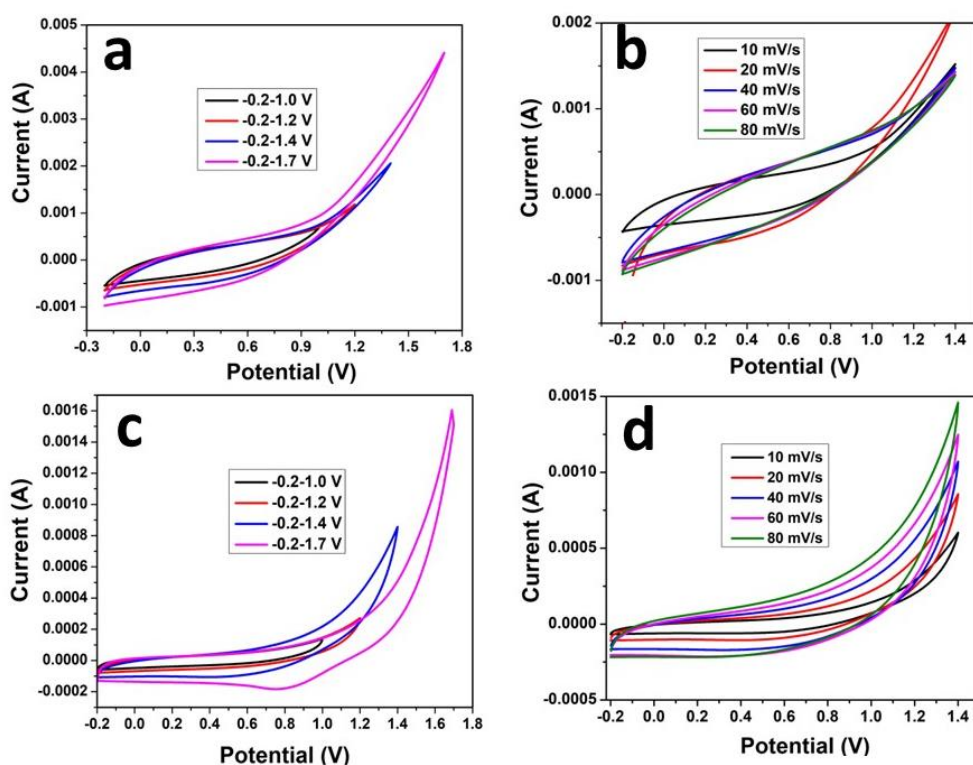 a
0.005
0.004
0.003
0.002
0.001
0.000
-0.001
Current (A)
-0.2-1.0 V
-0.2-1.2 V
-0.2-1.4 V
-0.2-1.7 V
-0.3 0.0 0.3 0.6 0.9 1.2 1.5 1.8
Potential (V)
b
0.002
0.001
0.000
-0.001
Current (A)
10 mV/s
20 mV/s
40 mV/s
60 mV/s
80 mV/s
-0.2 0.0 0.2 0.4 0.6 0.8 1.0 1.2 1.4
Potential (V)
c
0.0016
0.0014
0.0012
0.0010
0.0008
0.0006
0.0004
0.0002
0.0000
-0.0002
Current (A)
-0.2-1.0 V
-0.2-1.2 V
-0.2-1.4 V
-0.2-1.7 V
-0.2 0.0 0.2 0.4 0.6 0.8 1.0 1.2 1.4 1.6 1.8
Potential (V)
d
0.0015
0.0010
0.0005
0.0000
-0.0005
Current (A)
10 mV/s
20 mV/s
40 mV/s
60 mV/s
80 mV/s
-0.2 0.0 0.2 0.4 0.6 0.8 1.0 1.2 1.4
Potential (V)